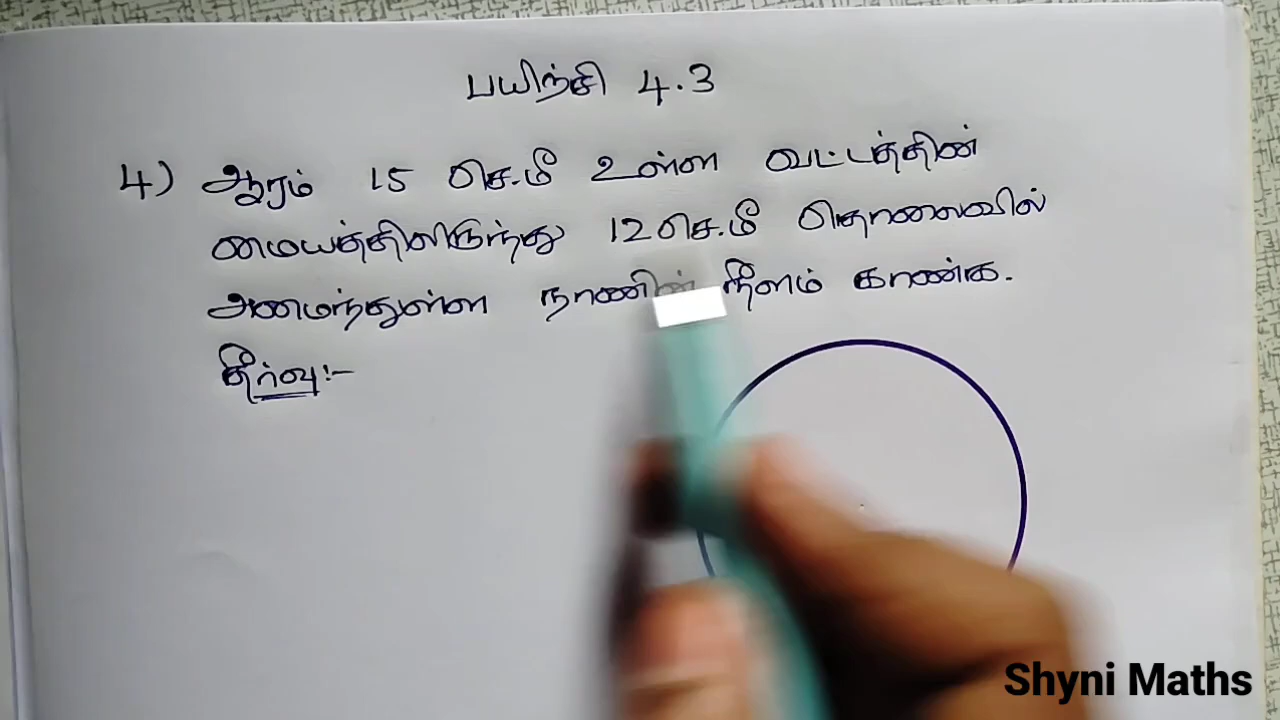 பயிற்சி 4.3
4) ஆரம் 15 செ.மீ உள்ள வட்டத்தின்
மையத்திலிருந்து 12 செ.மீ தொலைவில்
அமைந்துள்ள நாணின் நீளம் காண்க.
தீர்வு:-
Shyni Maths